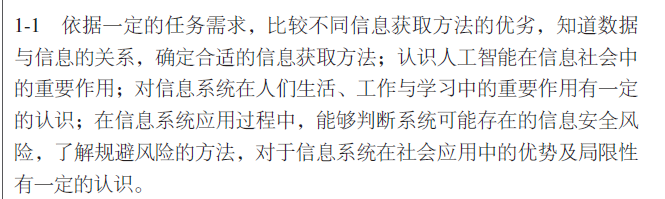 1-1 依据一定的任务需求，比较不同信息获取方法的优劣，知道数据
与信息的关系，确定合适的信息获取方法；认识人工智能在信息社会中
的重要作用；对信息系统在人们生活、工作与学习中的重要作用有一定
的认识；在信息系统应用过程中，能够判断系统可能存在的信息安全风
险，了解规避风险的方法，对于信息系统在社会应用中的优势及局限性
有一定的认识。